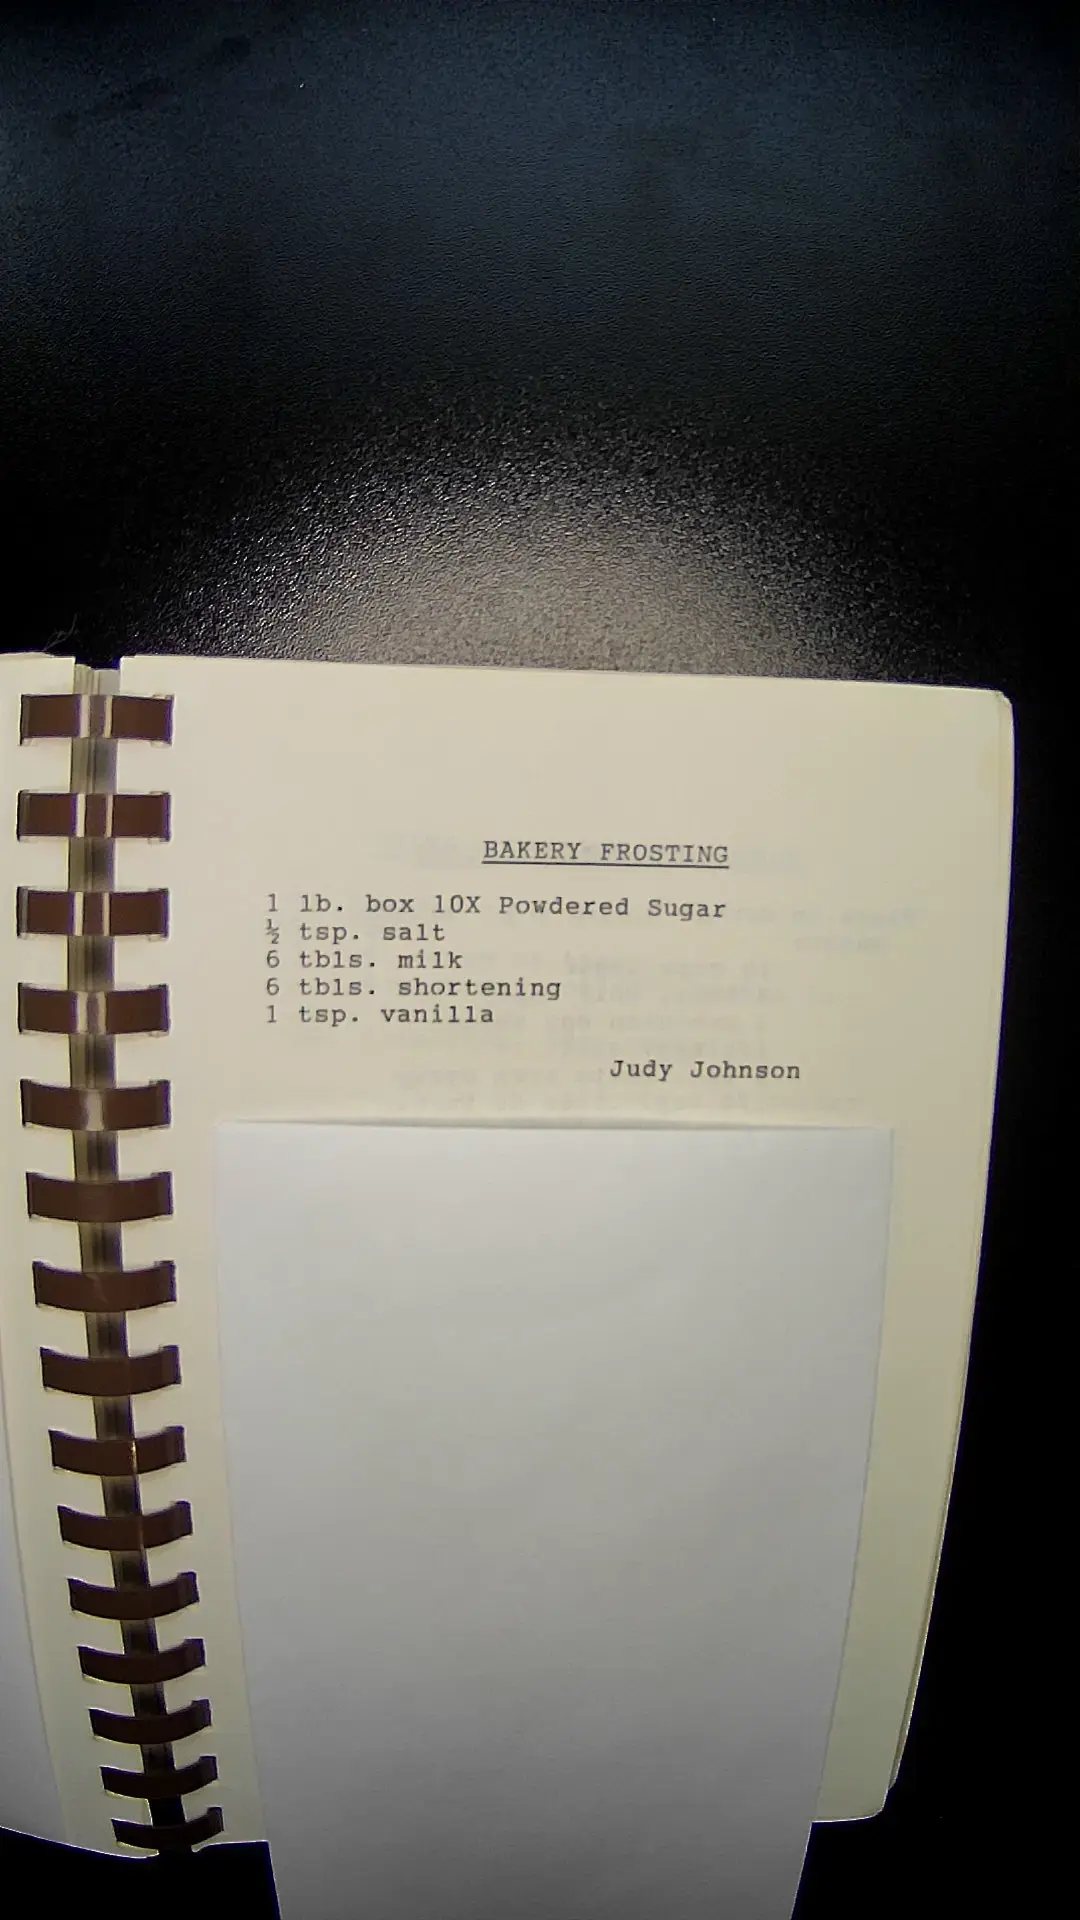 BAKERY FROSTING
1 lb. box 10X Powdered Sugar
½ tsp. salt
6 tbls. milk
6 tbls. shortening
1 tsp. vanilla
Judy Johnson